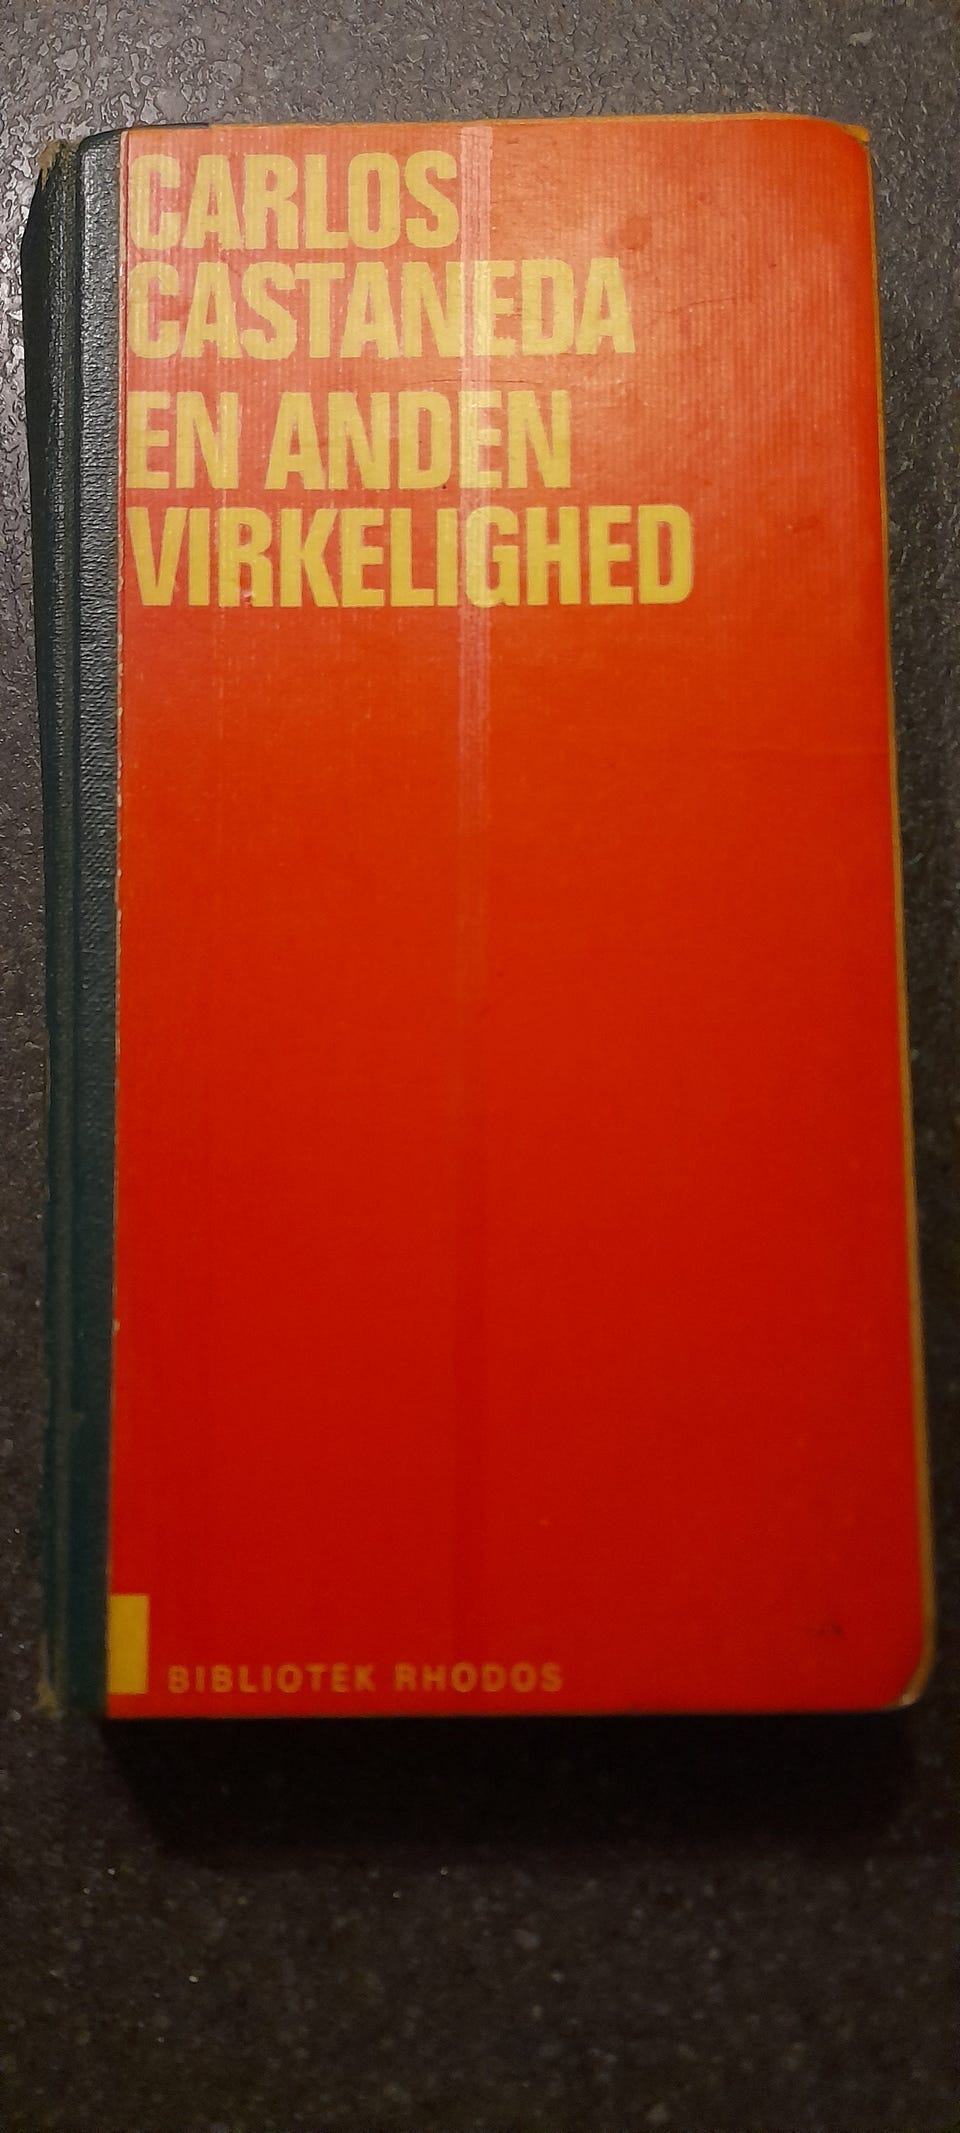 CARLOS
CASTANEDA
EN ANDEN
VIRKELIGHED
BIBLIOTEK RHODOS